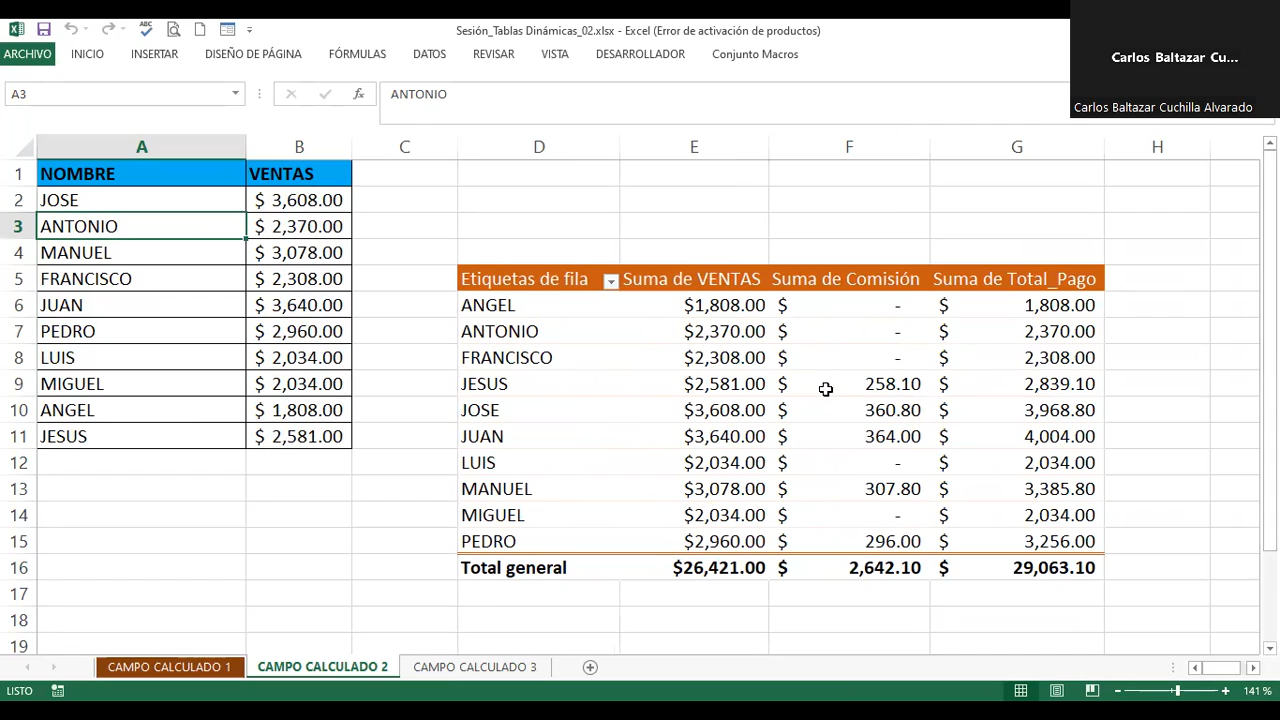 Sesión_Tablas Dinámicas_02.xlsx - Excel (Error de activación de productos)
ARCHIVO INICIO INSERTAR DISEÑO DE PÁGINA FÓRMULAS DATOS REVISAR VISTA DESARROLLADOR Conjunto Macros
Carlos Baltazar Cu...
Carlos Baltazar Cuchilla Alvarado
A3 fx ANTONIO
A B C D E F G H
1 NOMBRE VENTAS
2 JOSE $ 3,608.00
3 ANTONIO $ 2,370.00
4 MANUEL $ 3,078.00
5 FRANCISCO $ 2,308.00 Etiquetas de fila Suma de VENTAS Suma de Comisión Suma de Total_Pago
6 JUAN $ 3,640.00 ANGEL $1,808.00 $ - $ 1,808.00
7 PEDRO $ 2,960.00 ANTONIO $2,370.00 $ - $ 2,370.00
8 LUIS $ 2,034.00 FRANCISCO $2,308.00 $ - $ 2,308.00
9 MIGUEL $ 2,034.00 JESUS $2,581.00 $ 258.10 $ 2,839.10
10 ANGEL $ 1,808.00 JOSE $3,608.00 $ 360.80 $ 3,968.80
11 JESUS $ 2,581.00 JUAN $3,640.00 $ 364.00 $ 4,004.00
12 LUIS $2,034.00 $ - $ 2,034.00
13 MANUEL $3,078.00 $ 307.80 $ 3,385.80
14 MIGUEL $2,034.00 $ - $ 2,034.00
15 PEDRO $2,960.00 $ 296.00 $ 3,256.00
16 Total general $26,421.00 $ 2,642.10 $ 29,063.10
17
18
19
CAMPO CALCULADO 1 CAMPO CALCULADO 2 CAMPO CALCULADO 3
LISTO 141 %